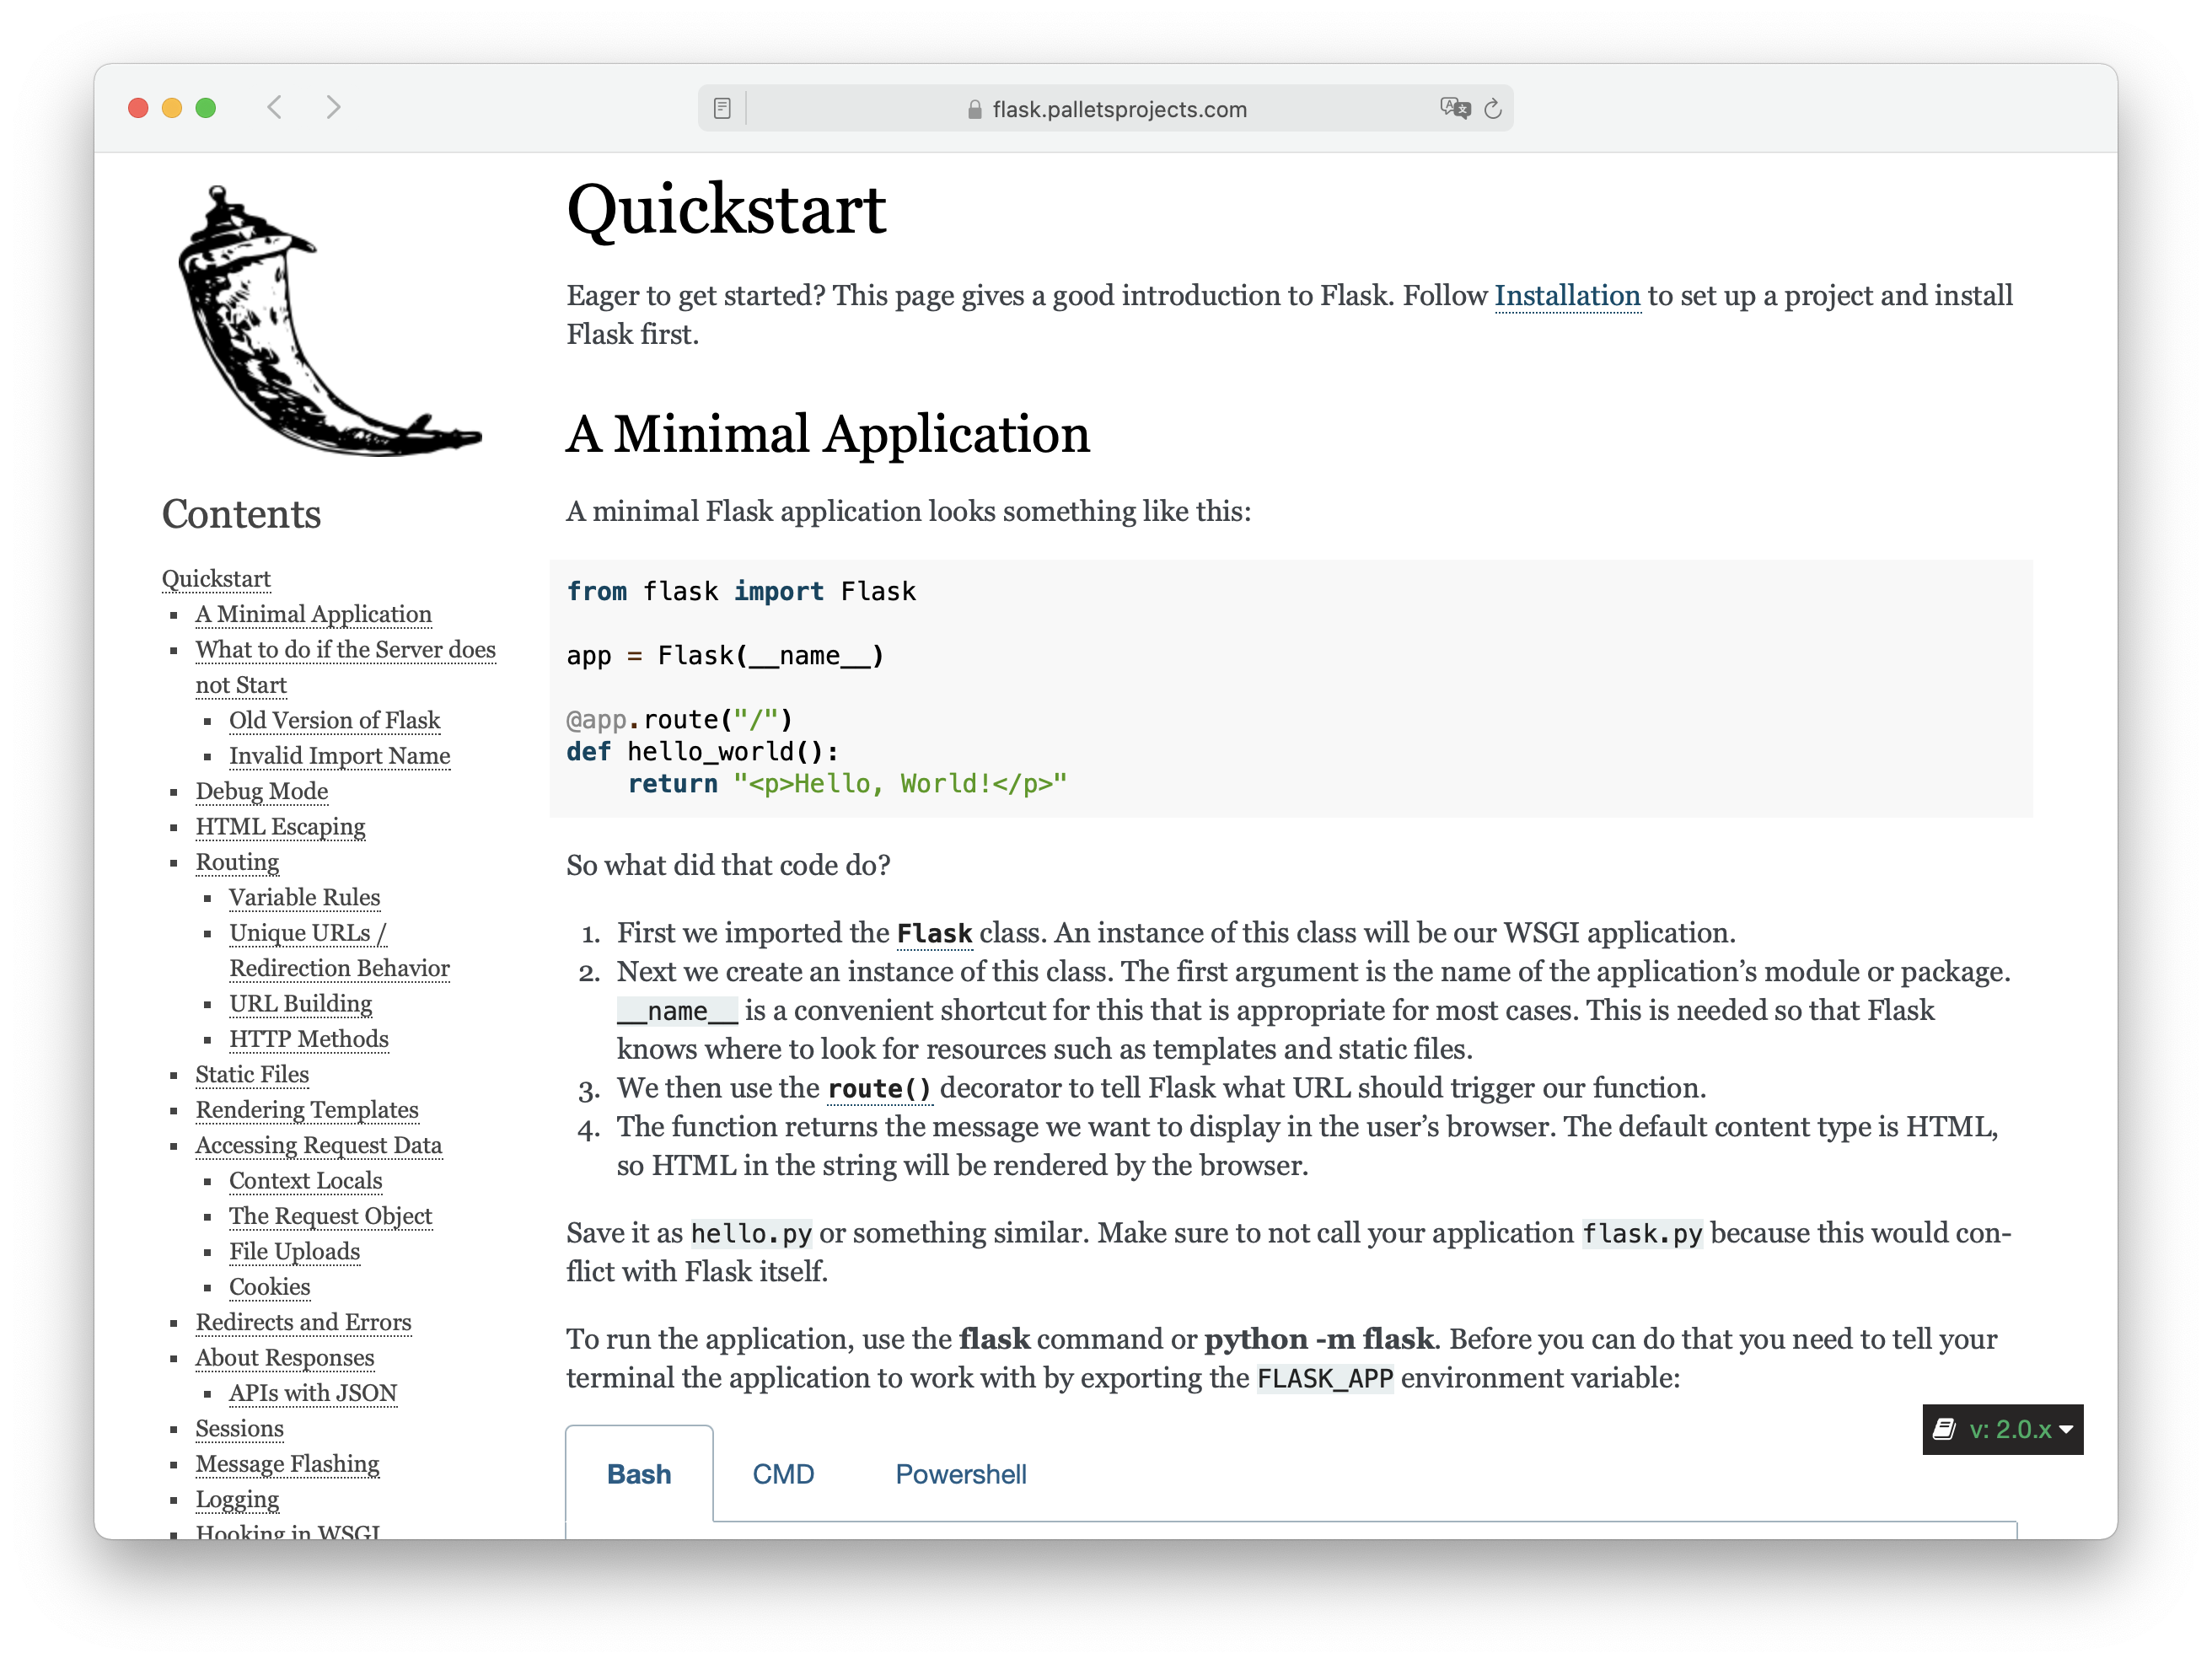 flask.palletsprojects.com
Quickstart
Eager to get started? This page gives a good introduction to Flask. Follow Installation to set up a project and install
Flask first.
A Minimal Application
A minimal Flask application looks something like this:
from flask import Flask
app = Flask(__name__)
@app.route("/")
def hello_world():
    return "<p>Hello, World!</p>"
So what did that code do?
1. First we imported the Flask class. An instance of this class will be our WSGI application.
2. Next we create an instance of this class. The first argument is the name of the application’s module or package.
__name__ is a convenient shortcut for this that is appropriate for most cases. This is needed so that Flask
knows where to look for resources such as templates and static files.
3. We then use the route() decorator to tell Flask what URL should trigger our function.
4. The function returns the message we want to display in the user’s browser. The default content type is HTML,
so HTML in the string will be rendered by the browser.
Save it as hello.py or something similar. Make sure to not call your application flask.py because this would con-
flict with Flask itself.
To run the application, use the flask command or python -m flask. Before you can do that you need to tell your
terminal the application to work with by exporting the FLASK_APP environment variable:
Bash CMD Powershell
v: 2.0.x
Contents
Quickstart
A Minimal Application
What to do if the Server does
not Start
Old Version of Flask
Invalid Import Name
Debug Mode
HTML Escaping
Routing
Variable Rules
Unique URLs /
Redirection Behavior
URL Building
HTTP Methods
Static Files
Rendering Templates
Accessing Request Data
Context Locals
The Request Object
File Uploads
Cookies
Redirects and Errors
About Responses
APIs with JSON
Sessions
Message Flashing
Logging
Hooking in WSGI